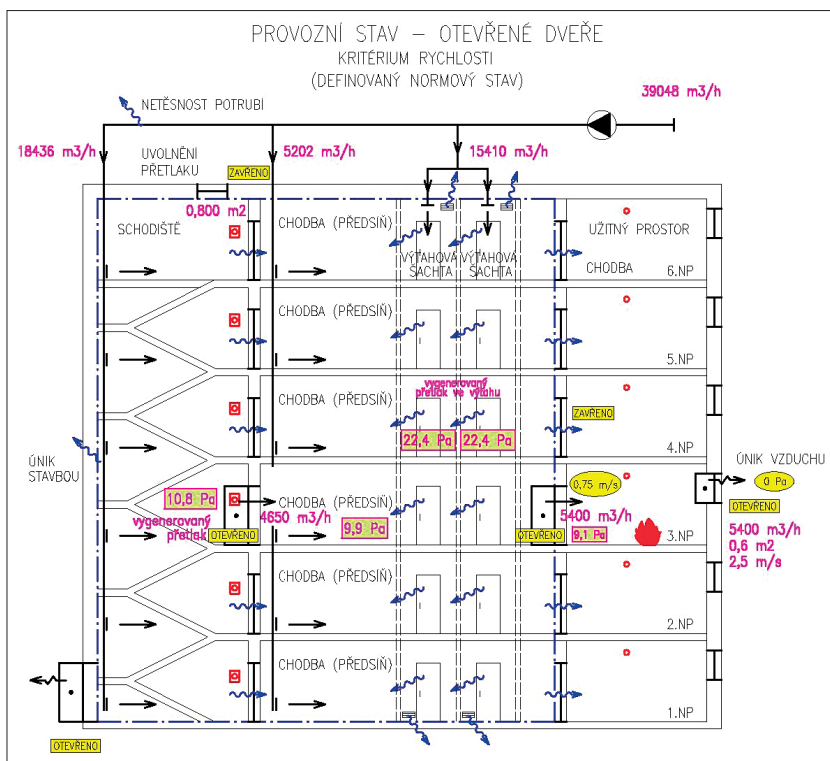 PROVOZNÍ STAV – OTEVŘENÉ DVEŘE
KRITÉRIUM RYCHLOSTI
(DEFINOVANÝ NORMOVÝ STAV)
39048 m3/h
NETĚSNOST POTRUBÍ
18436 m3/h
5202 m3/h
15410 m3/h
UVOLNĚNÍ
PŘETLAKU
ZAVŘENO
0,800 m2
SCHODIŠTĚ
CHODBA (PŘEDSÍŇ)
VÝŤAHOVÁ
ŠACHTA
VÝŤAHOVÁ
ŠACHTA
UŽITNÝ PROSTOR
CHODBA
6.NP
CHODBA (PŘEDSÍŇ)
5.NP
CHODBA (PŘEDSÍŇ)
vygenerovaný
přetlak ve výtahu
22,4 Pa
22,4 Pa
ZAVŘENO
4.NP
ÚNIK
STAVBOU
10,8 Pa
vygenerovaný
přetlak
OTEVŘENO
4650 m3/h
CHODBA (PŘEDSÍŇ)
9,9 Pa
0,75 m/s
5400 m3/h
OTEVŘENO
9,1 Pa
3.NP
ÚNIK VZDUCHU
0 Pa
OTEVŘENO
5400 m3/h
0,6 m2
2,5 m/s
CHODBA (PŘEDSÍŇ)
2.NP
CHODBA (PŘEDSÍŇ)
1.NP
OTEVŘENO